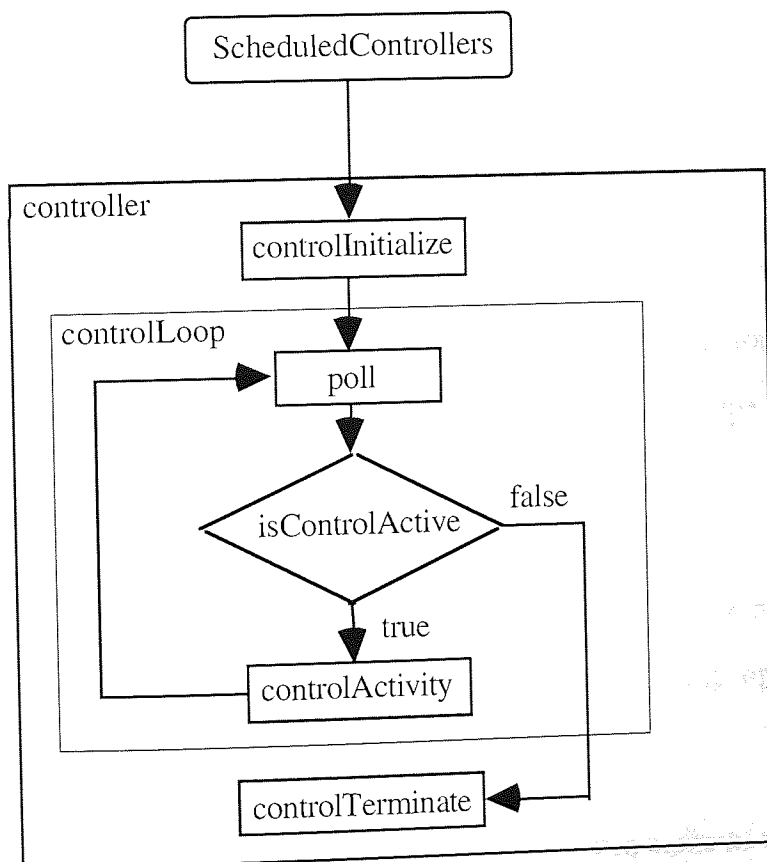 ScheduledControllers
controller
controlInitialize
controlLoop
poll
isControlActive
false
true
controlActivity
controlTerminate